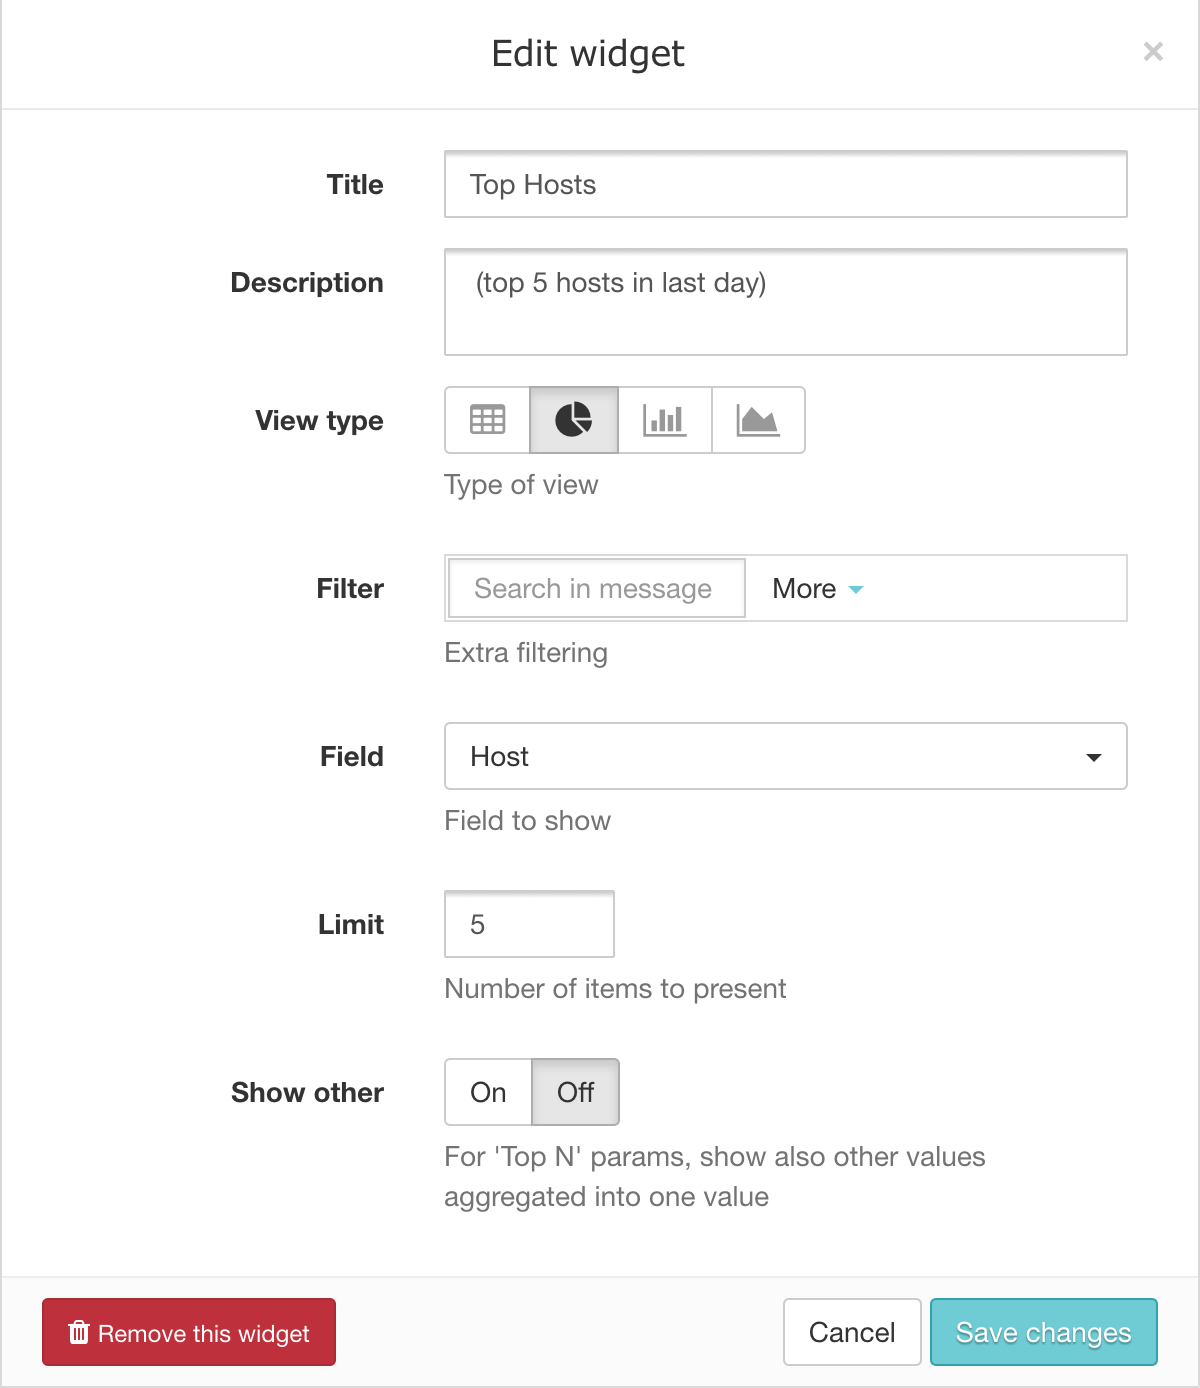 Edit widget
×
Title
Top Hosts
Description
(top 5 hosts in last day)
View type
Type of view
Filter
Search in message
More
Extra filtering
Field
Host
Field to show
Limit
5
Number of items to present
Show other
On
Off
For 'Top N' params, show also other values
aggregated into one value
Remove this widget
Cancel
Save changes